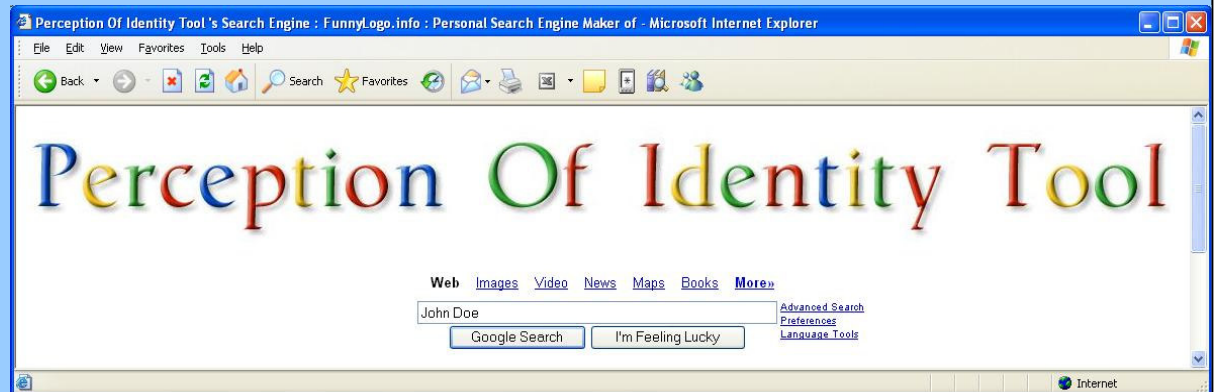 Perception Of Identity Tool 's Search Engine : FunnyLogo.info : Personal Search Engine Maker of - Microsoft Internet Explorer
File Edit View Favorites Tools Help
Back Search Favorites
Perception Of Identity Tool
Web Images Video News Maps Books More»
John Doe Advanced Search
Preferences
Google Search I'm Feeling Lucky Language Tools
Internet